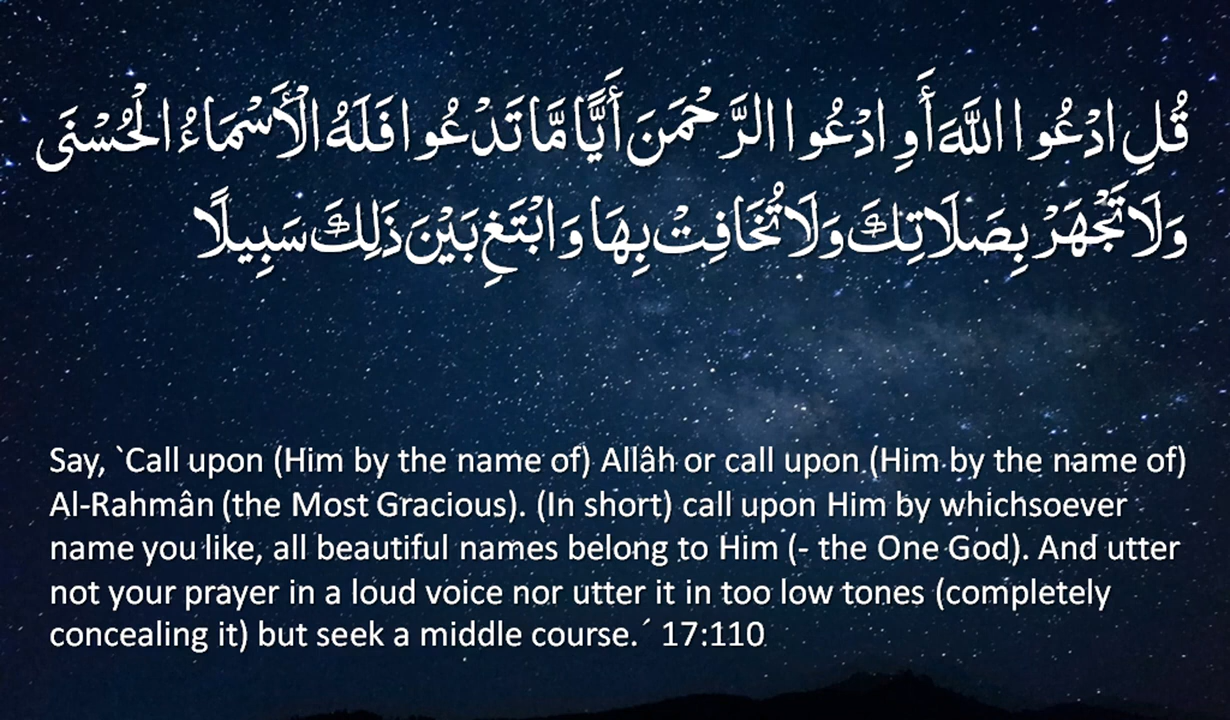 قُلِ ادْعُوا اللَّهَ أَوِ ادْعُوا الرَّحْمَنَ أَيًّا مَّا تَدْعُوا فَلَهُ الْأَسْمَاءُ الْحُسْنَى
وَلَا تَجْهَرْ بِصَلَاتِكَ وَلَا تُخَافِتْ بِهَا وَابْتَغِ بَيْنَ ذَلِكَ سَبِيلًا
Say, `Call upon (Him by the name of) Allâh or call upon (Him by the name of)
Al-Rahmân (the Most Gracious). (In short) call upon Him by whichsoever
name you like, all beautiful names belong to Him (- the One God). And utter
not your prayer in a loud voice nor utter it in too low tones (completely
concealing it) but seek a middle course.´ 17:110